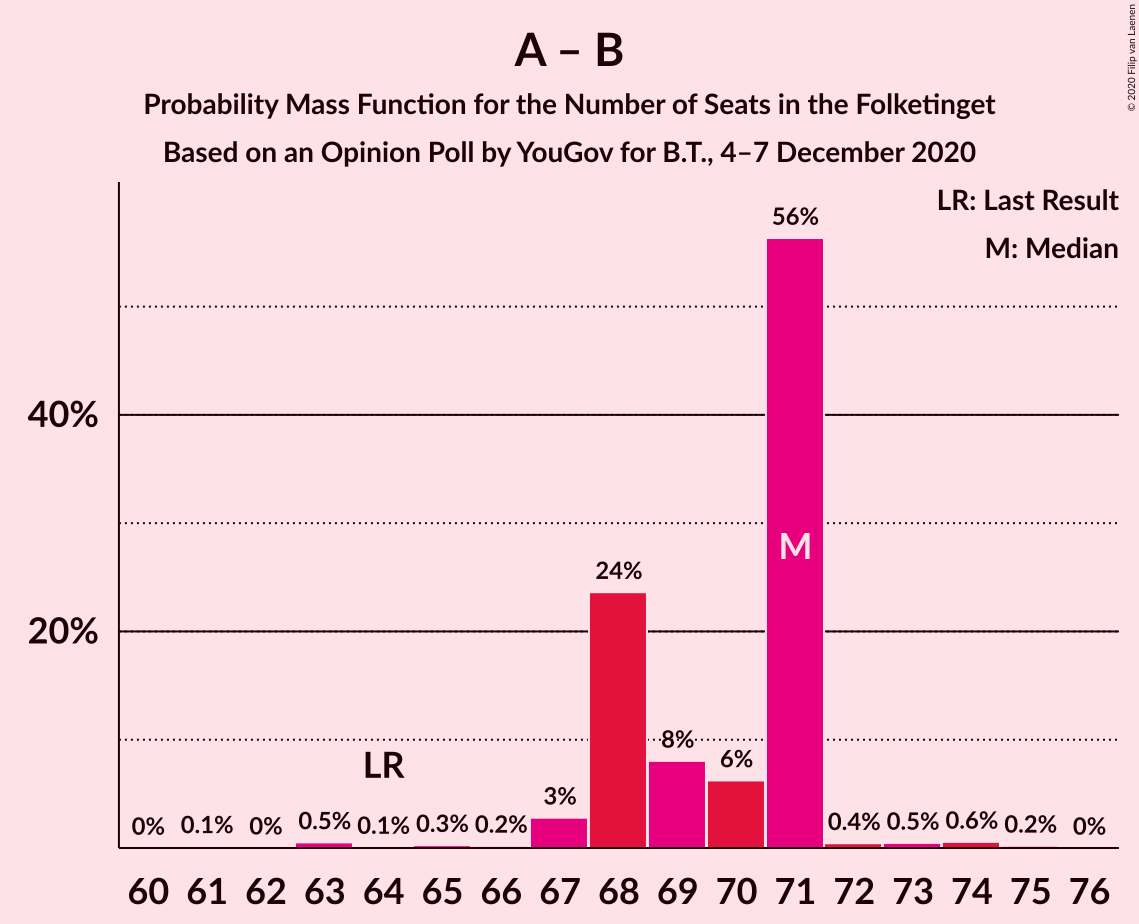 A – B
Probability Mass Function for the Number of Seats in the Folketinget
Based on an Opinion Poll by YouGov for B.T., 4–7 December 2020
© 2020 Filip van Laenen
LR: Last Result
M: Median
56%
40%
M
24%
20%
8%
6%
LR
3%
0% 0.1% 0% 0.5% 0.1% 0.3% 0.2% 0.4% 0.5% 0.6% 0.2% 0%
60 61 62 63 64 65 66 67 68 69 70 71 72 73 74 75 76